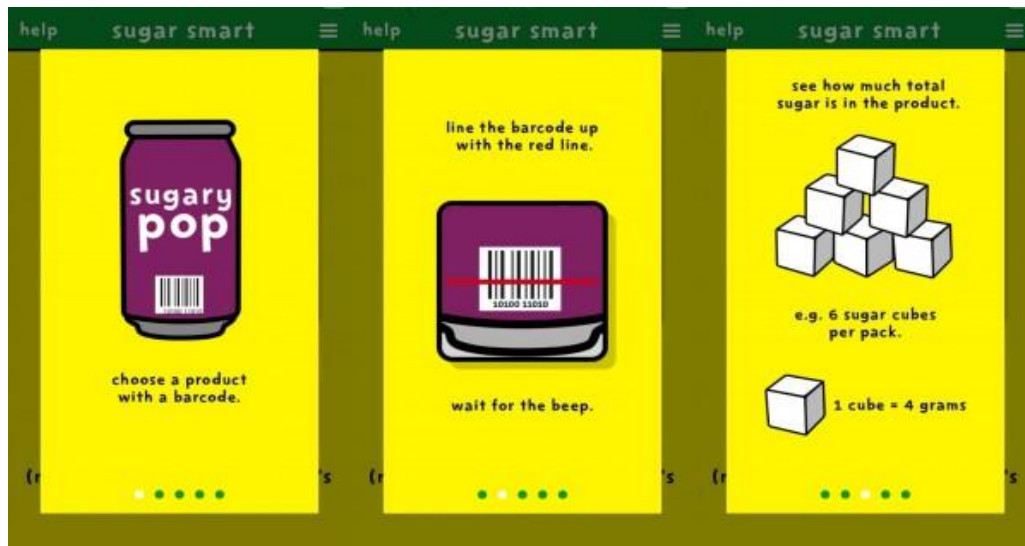 help sugar smart
sugary
pop
choose a product
with a barcode.
(r
's
help sugar smart
line the barcode up
with the red line.
10100 11010
wait for the beep.
(r
's
help sugar smart
see how much total
sugar is in the product.
e.g. 6 sugar cubes
per pack.
1 cube = 4 grams
(r
's